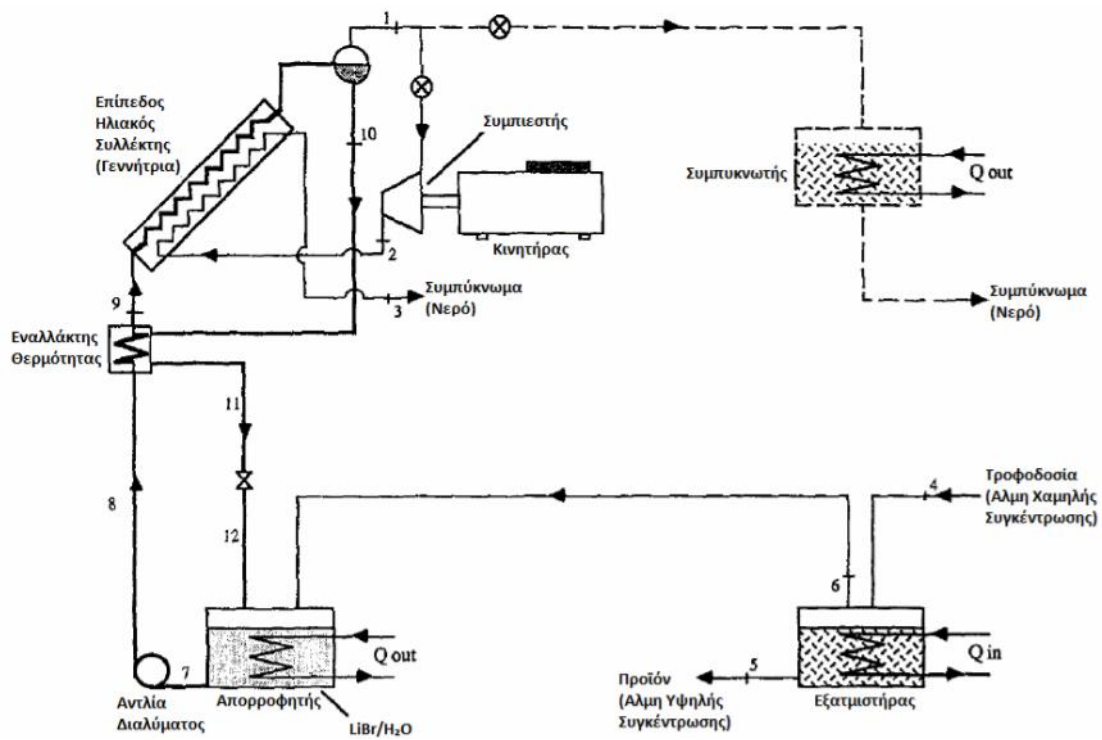 1
Επίπεδος
Ηλιακός
Συλλέκτης
(Γεννήτρια)
10
Συμπιεστής
Συμπυκνωτής
Q out
Κινητήρας
2
Συμπύκνωμα
(Νερό)
3
Συμπύκνωμα
(Νερό)
9
Εναλλάκτης
Θερμότητας
11
8
12
Τροφοδοσία
(Αλμη Χαμηλής
Συγκέντρωσης)
4
6
Q out
Q in
7
5
Αντλία
Διαλύματος
Απορροφητής
LiBr/H₂O
Προϊόν
(Αλμη Υψηλής
Συγκέντρωσης)
Εξατμιστήρας